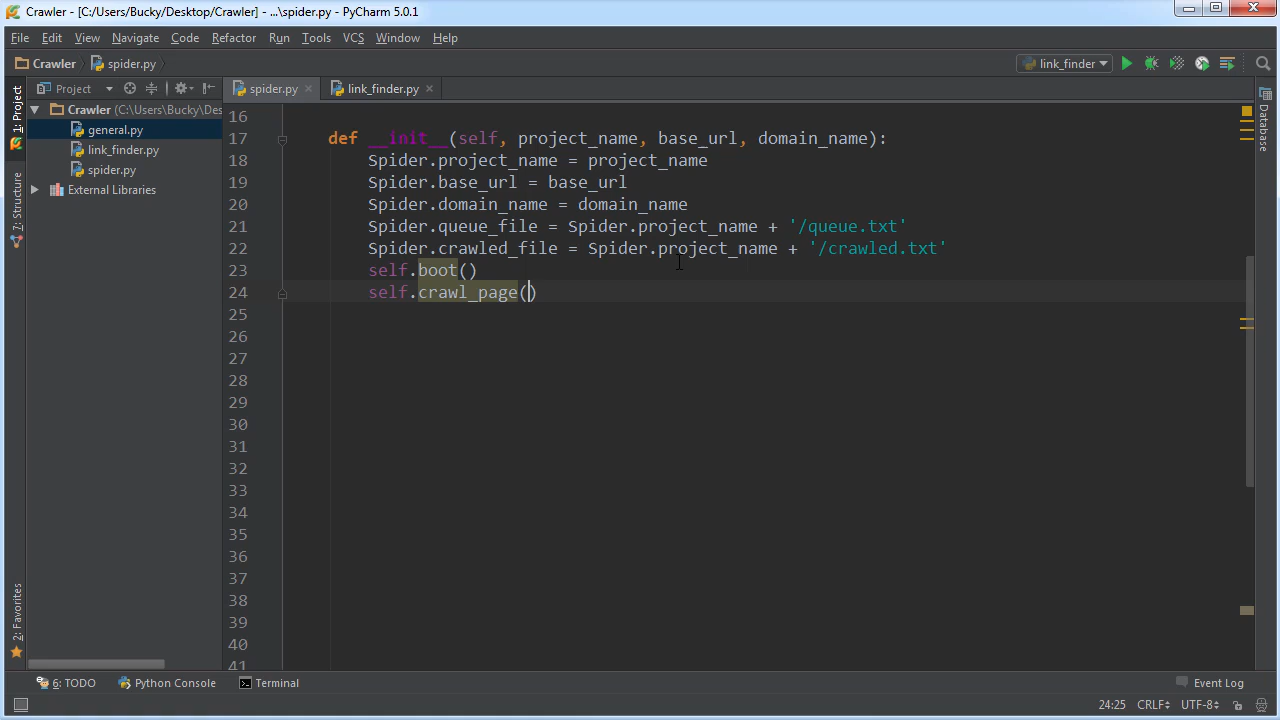 Crawler - [C:/Users/Bucky/Desktop/Crawler] - ...\spider.py - PyCharm 5.0.1
File Edit View Navigate Code Refactor Run Tools VCS Window Help
Crawler spider.py link_finder
1: Project
Z: Structure
2: Favorites
Project
Crawler (C:\Users\Bucky\Des
general.py
link_finder.py
spider.py
External Libraries
spider.py link_finder.py
16
17 def __init__(self, project_name, base_url, domain_name):
18 Spider.project_name = project_name
19 Spider.base_url = base_url
20 Spider.domain_name = domain_name
21 Spider.queue_file = Spider.project_name + '/queue.txt'
22 Spider.crawled_file = Spider.project_name + '/crawled.txt'
23 self.boot()
24 self.crawl_page()
25
26
27
28
29
30
31
32
33
34
35
36
37
38
39
40
41
Database
6: TODO Python Console Terminal Event Log
24:25 CRLF UTF-8